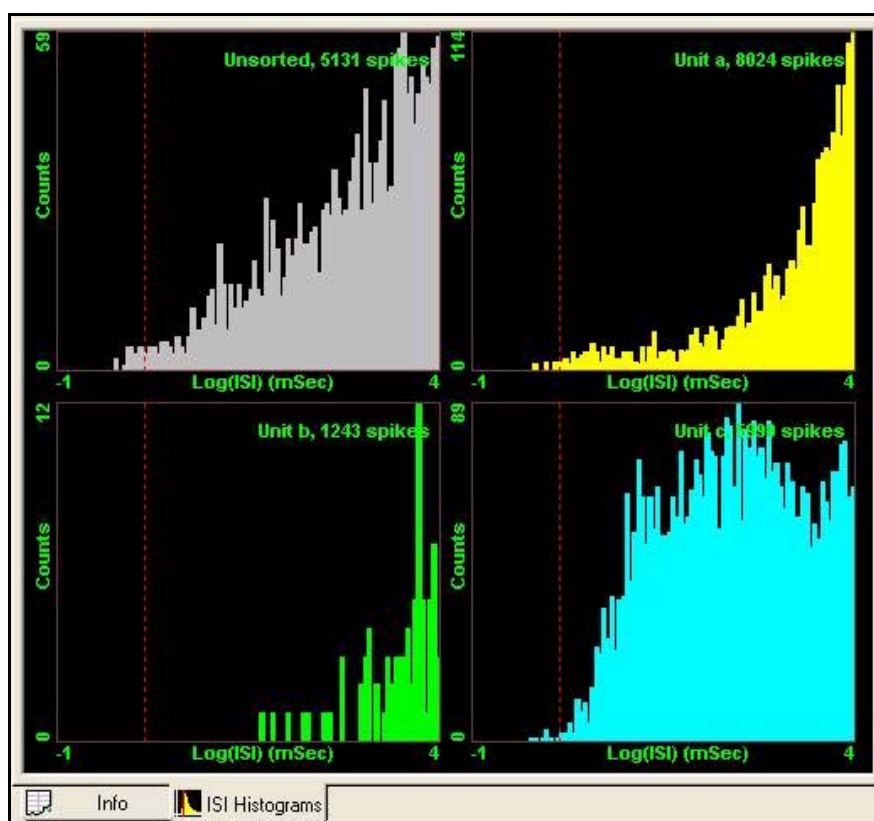 59
Unsorted, 5131 spikes
Counts
0
-1
Log(ISI) (mSec)
4
114
Unit a, 8024 spikes
Counts
0
-1
Log(ISI) (mSec)
4
12
Unit b, 1243 spikes
Counts
0
-1
Log(ISI) (mSec)
4
89
Unit c, spikes
Counts
0
-1
Log(ISI) (mSec)
4
Info
ISI Histograms